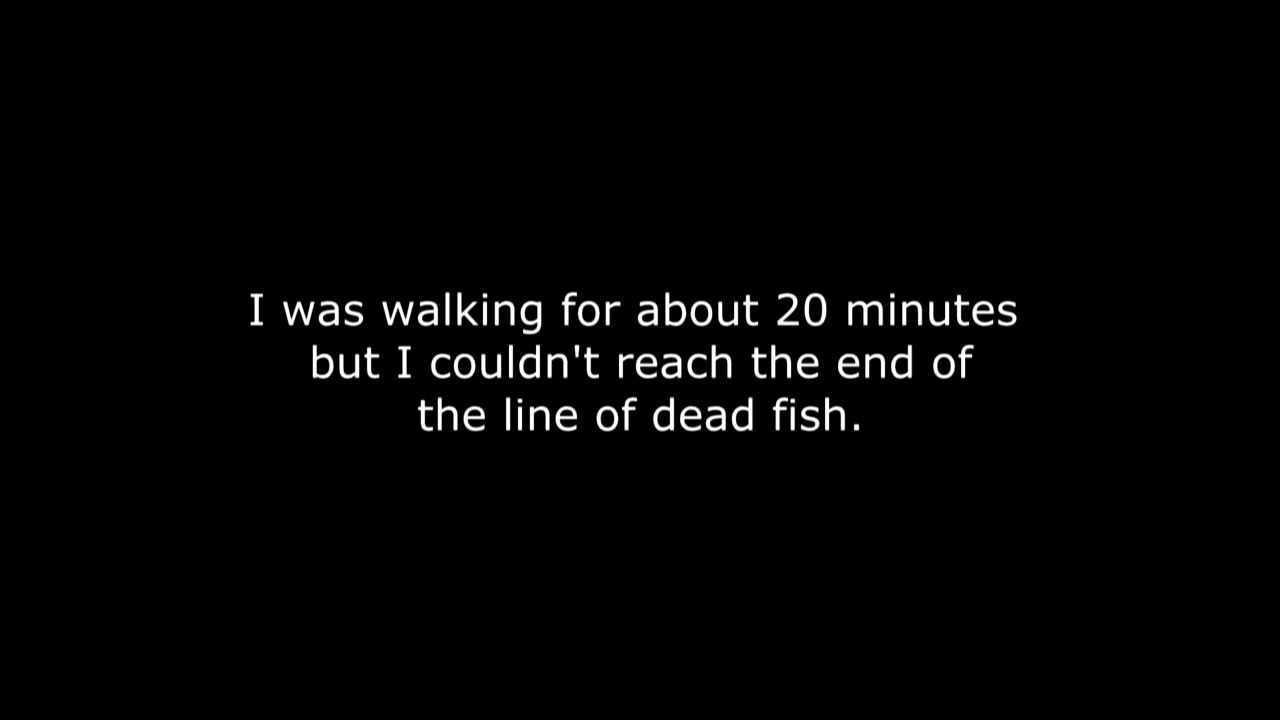 I was walking for about 20 minutes
but I couldn't reach the end of
the line of dead fish.